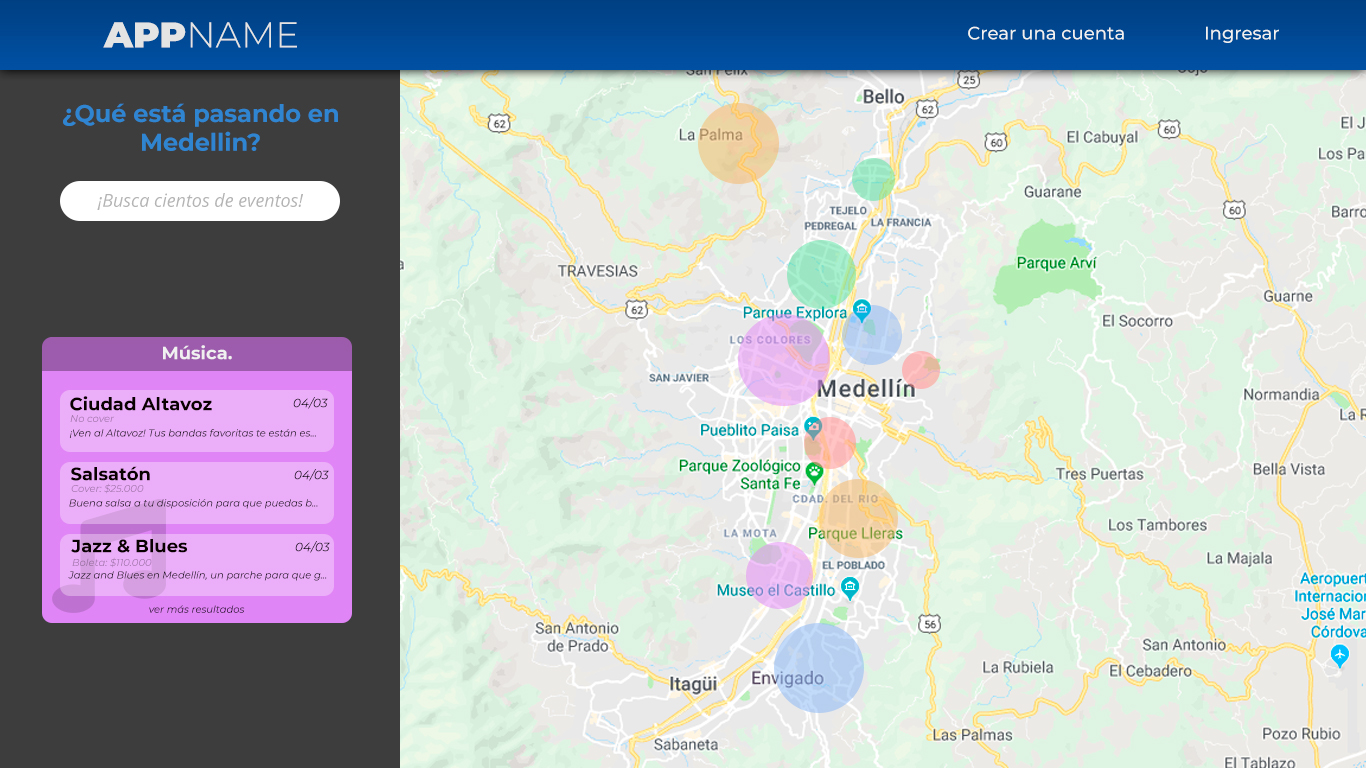 APPNAME
Crear una cuenta
Ingresar
¿Qué está pasando en
Medellin?
¡Busca cientos de eventos!
Música.
Ciudad Altavoz
04/03
No cover
¡Ven al Altavoz! Tus bandas favoritas te están es...
Salsatón
04/03
Cover: $25.000
Buena salsa a tu disposición para que puedas b...
Jazz & Blues
04/03
Boleta: $110.000
Jazz and Blues en Medellín, un parche para que g...
ver más resultados
San Félix
25
Bello
62
62
La Palma
60
El Cabuyal
60
Guarane
TEJELO
PEDREGAL
LA FRANCIA
60
Parque Arví
TRAVESIAS
62
Guarne
Parque Explora
El Socorro
LOS COLORES
SAN JAVIER
Medellín
Normandia
Pueblito Paisa
Parque Zoológico
Santa Fe
Tres Puertas
Bella Vista
CDAD. DEL RIO
LA MOTA
Parque Lleras
Los Tambores
La Majala
EL POBLADO
Museo el Castillo
Aeropuert
Internacion
José Mar
Córdova
56
San Antonio
de Prado
San Antonio
La Rubiela
El Cebadero
Itagüi
Envigado
Las Palmas
Pozo Rubio
Sabaneta
El Tablazo